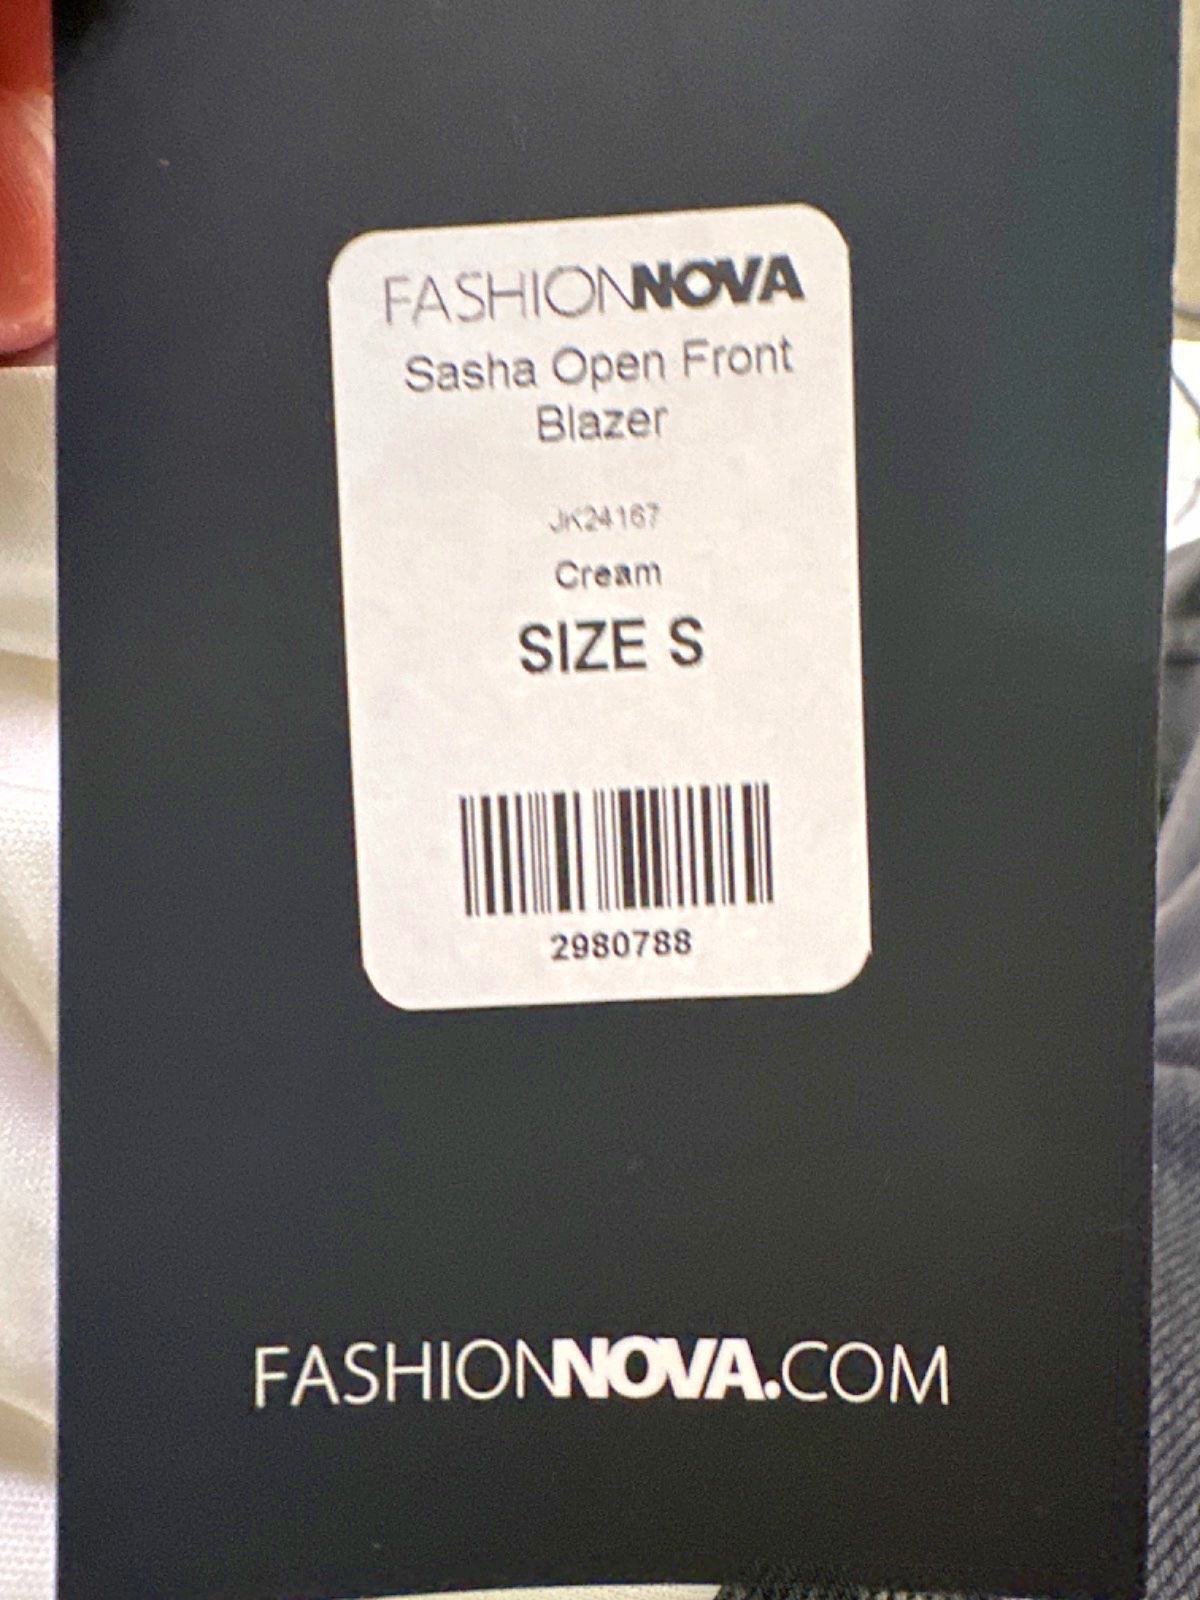 FASHIONNOVA
Sasha Open Front
Blazer
JK24167
Cream
SIZE S
2980788
FASHIONNOVA.COM